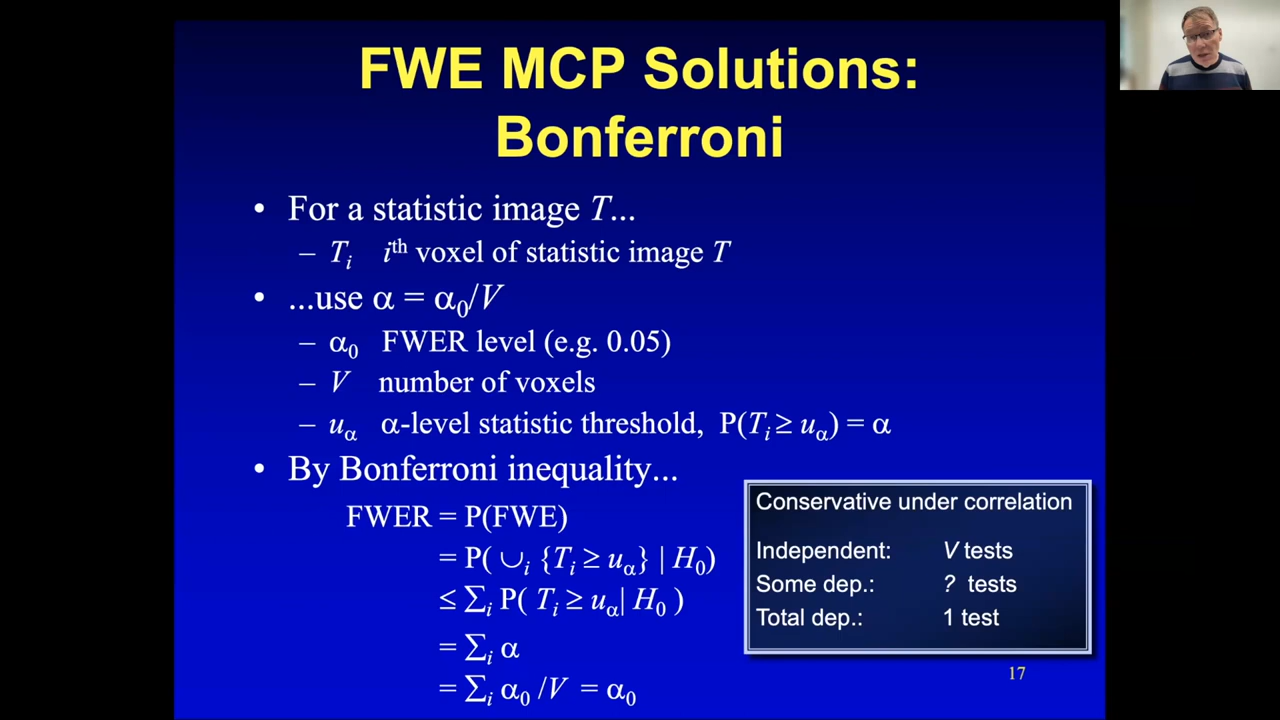 FWE MCP Solutions:
Bonferroni
• For a statistic image T...
– Ti ith voxel of statistic image T
• ...use α = α0/V
– α0 FWER level (e.g. 0.05)
– V number of voxels
– uα α-level statistic threshold, P(Ti ≥ uα) = α
• By Bonferroni inequality...
FWER = P(FWE)
= P( ∪i {Ti ≥ uα} | H0)
≤ ∑i P( Ti ≥ uα| H0 )
= ∑i α
= ∑i α0 /V = α0
Conservative under correlation
Independent: V tests
Some dep.: ? tests
Total dep.: 1 test
17